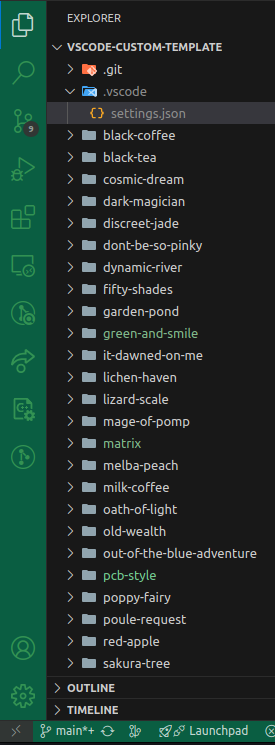 EXPLORER
VSCODE-CUSTOM-TEMPLATE
.git
.vscode
{} settings.json
9
black-coffee
black-tea
cosmic-dream
dark-magician
discreet-jade
dont-be-so-pinky
dynamic-river
fifty-shades
garden-pond
green-and-smile
it-dawned-on-me
lichen-haven
lizard-scale
mage-of-pomp
matrix
melba-peach
milk-coffee
oath-of-light
old-wealth
out-of-the-blue-adventure
pcb-style
poppy-fairy
poule-request
red-apple
sakura-tree
OUTLINE
TIMELINE
main*+ Launchpad